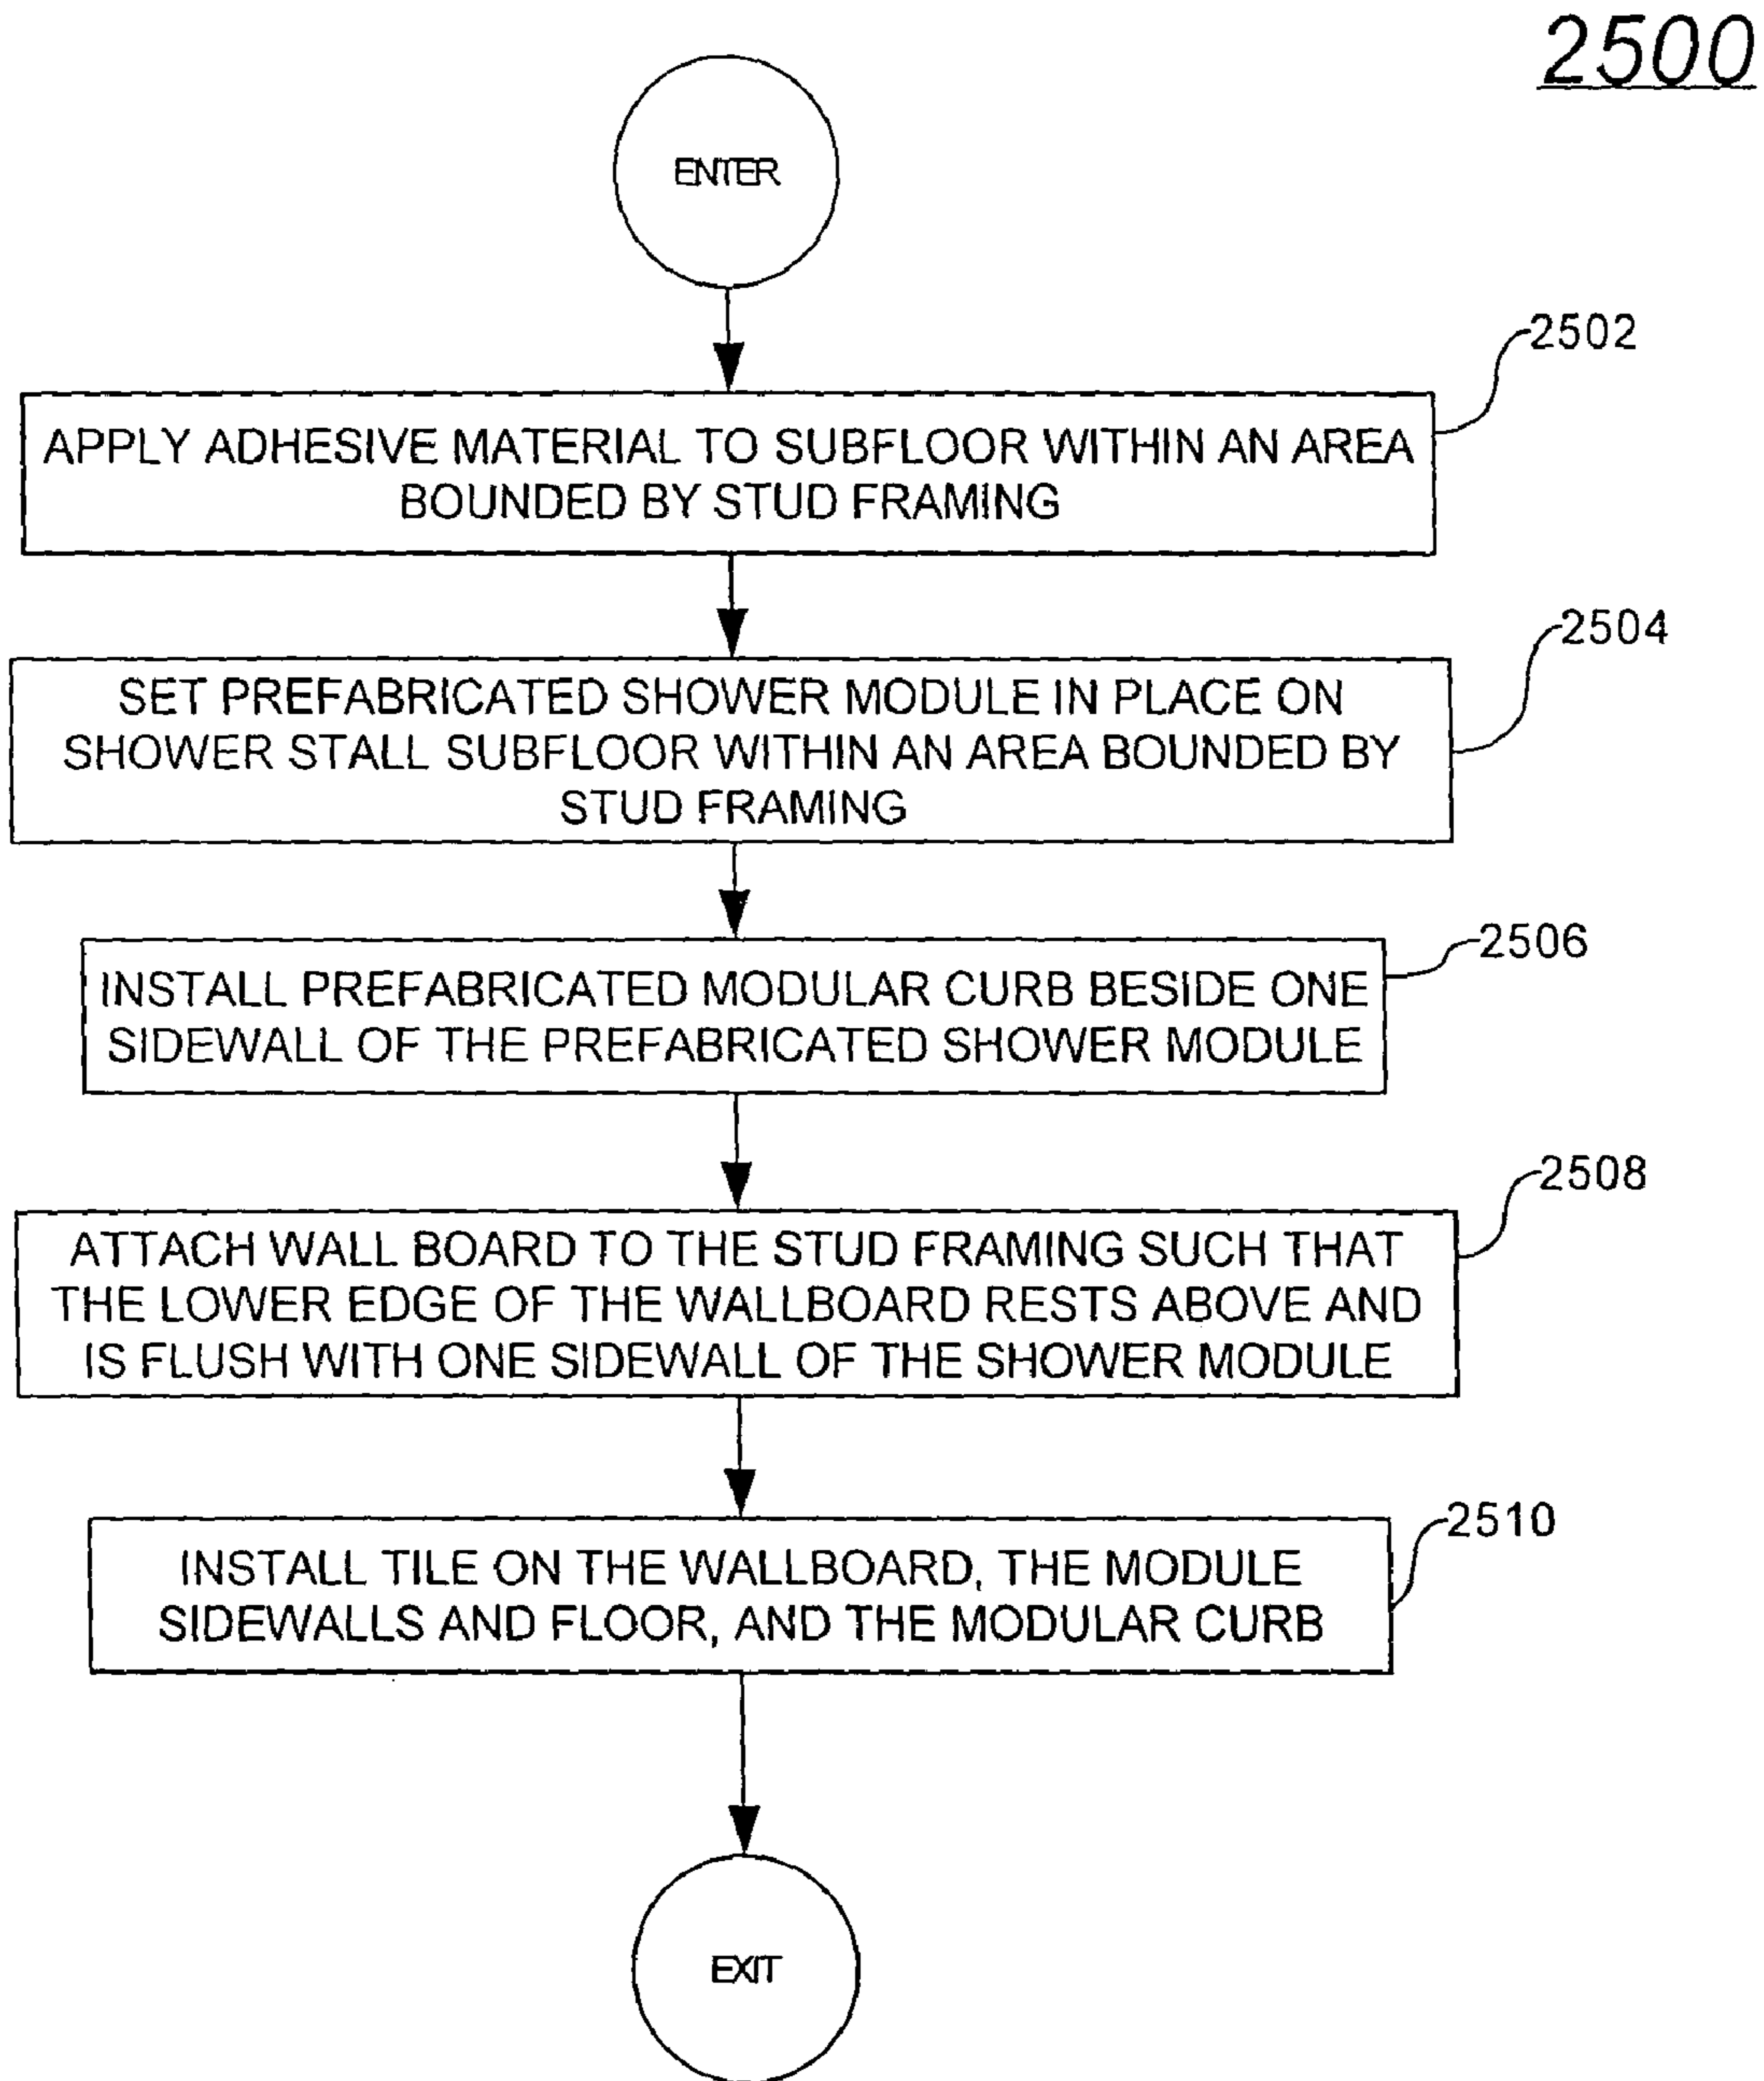 2500
ENTER
2502
APPLY ADHESIVE MATERIAL TO SUBFLOOR WITHIN AN AREA
BOUNDED BY STUD FRAMING
2504
SET PREFABRICATED SHOWER MODULE IN PLACE ON
SHOWER STALL SUBFLOOR WITHIN AN AREA BOUNDED BY
STUD FRAMING
2506
INSTALL PREFABRICATED MODULAR CURB BESIDE ONE
SIDEWALL OF THE PREFABRICATED SHOWER MODULE
2508
ATTACH WALL BOARD TO THE STUD FRAMING SUCH THAT
THE LOWER EDGE OF THE WALLBOARD RESTS ABOVE AND
IS FLUSH WITH ONE SIDEWALL OF THE SHOWER MODULE
2510
INSTALL TILE ON THE WALLBOARD, THE MODULE
SIDEWALLS AND FLOOR, AND THE MODULAR CURB
EXIT